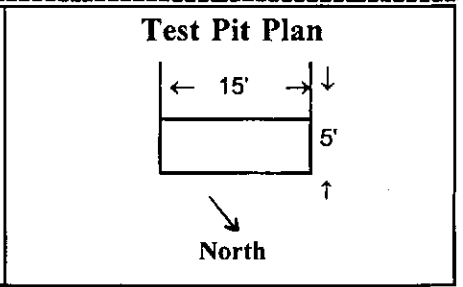 Test Pit Plan
← 15' → ↓
5'
↑
North